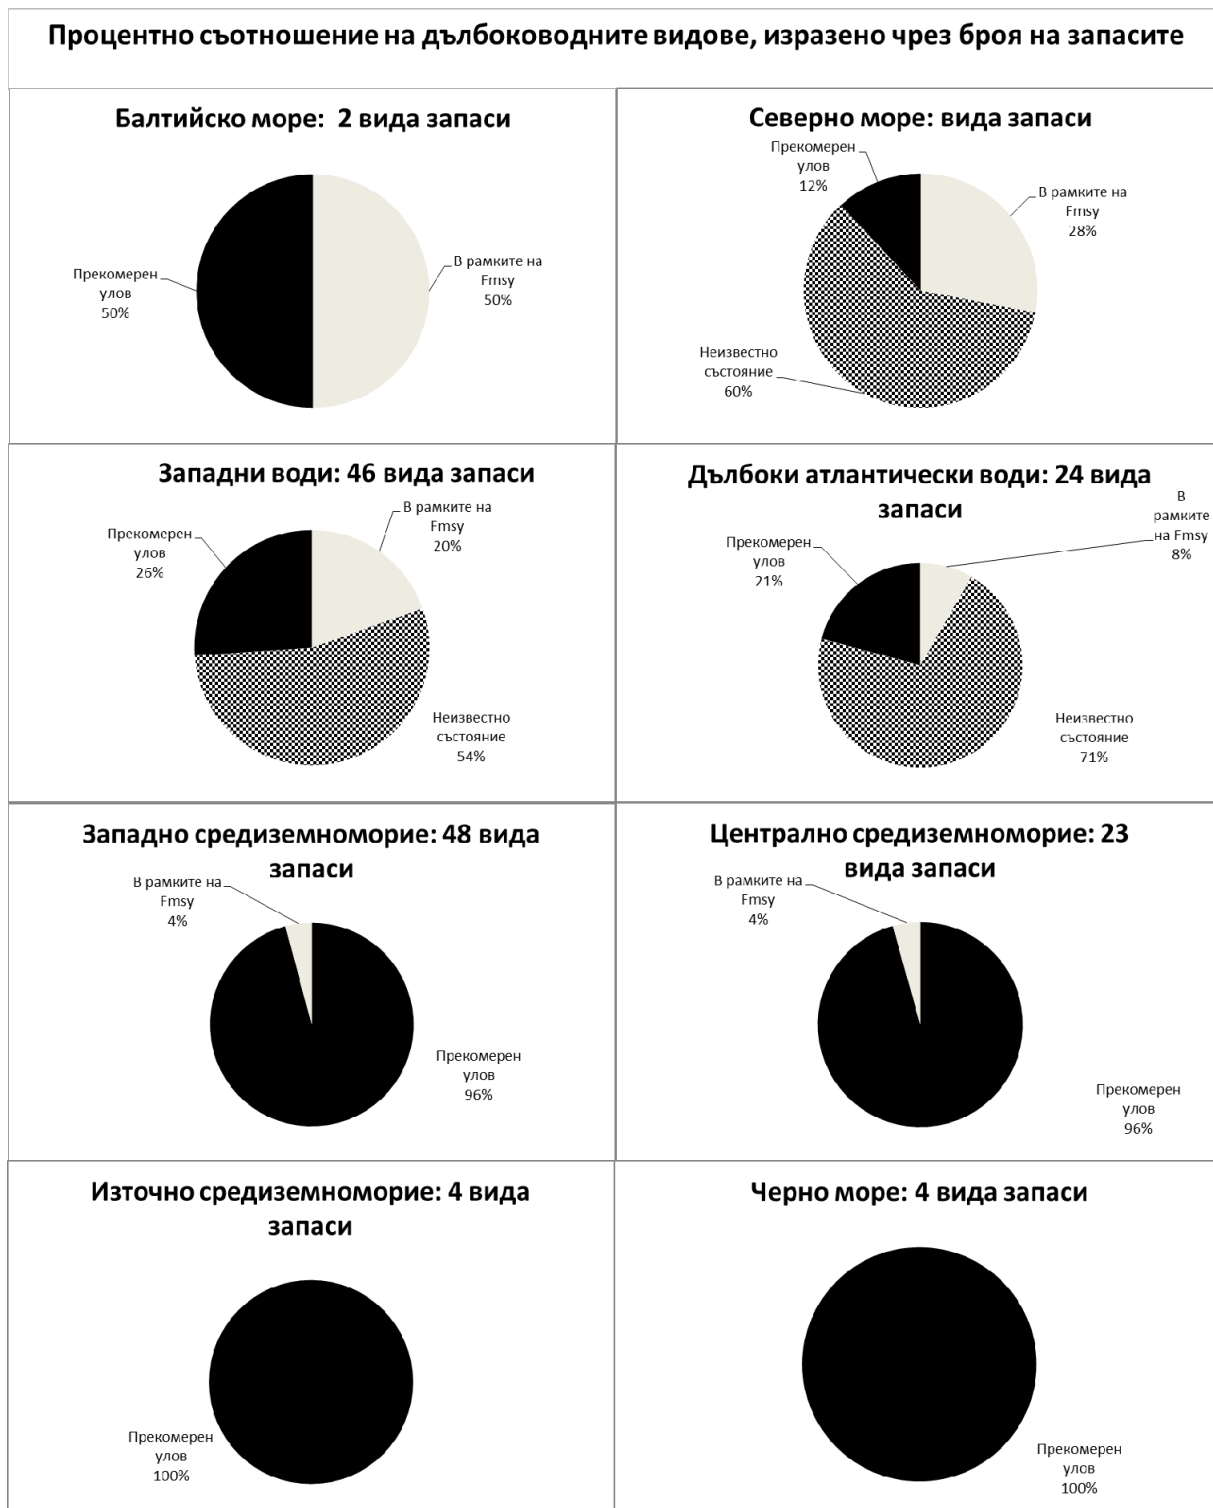 Процентно съотношение на дълбоководните видове, изразено чрез броя на запасите
Балтийско море:  2 вида запаси
Прекомерен
улов
50%
В рамките на
Fmsy
50%
Северно море: вида запаси
Прекомерен
улов
12%
В рамките на
Fmsy
28%
Неизвестно
състояние
60%
Западни води: 46 вида запаси
Прекомерен
улов
26%
В рамките на
Fmsy
20%
Неизвестно
състояние
54%
Дълбоки атлантически води: 24 вида
запаси
Прекомерен
улов
21%
В
рамките
на Fmsy
8%
Неизвестно
състояние
71%
Западно средиземноморие: 48 вида
запаси
В рамките на
Fmsy
4%
Прекомерен
улов
96%
Централно средиземноморие: 23
вида запаси
В рамките на
Fmsy
4%
Прекомерен
улов
96%
Източно средиземноморие: 4 вида
запаси
Прекомерен
улов
100%
Черно море: 4 вида запаси
Прекомерен
улов
100%